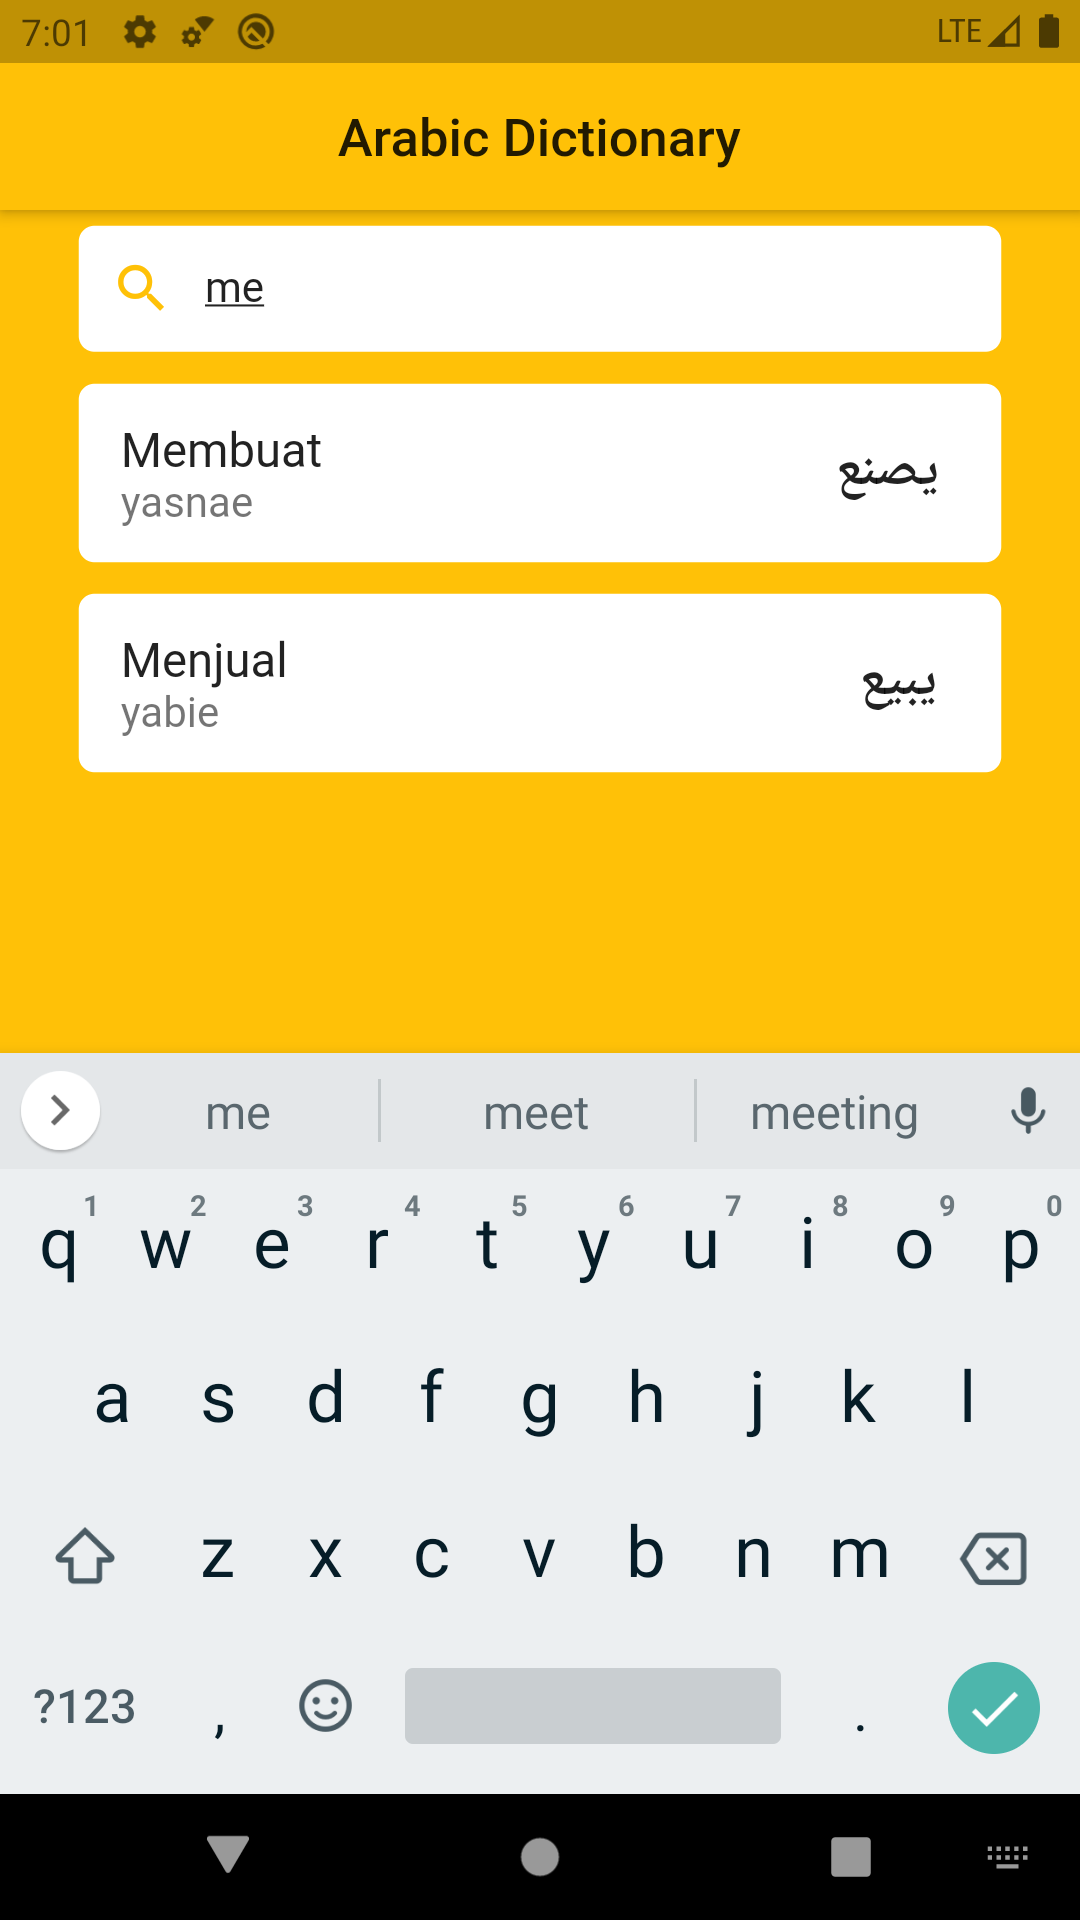 7:01 LTE
Arabic Dictionary
me
Membuat
yasnae
يصنع
Menjual
yabie
يبيع
me meet meeting
1 2 3 4 5 6 7 8 9 0
q w e r t y u i o p
a s d f g h j k l
z x c v b n m
?123 , .